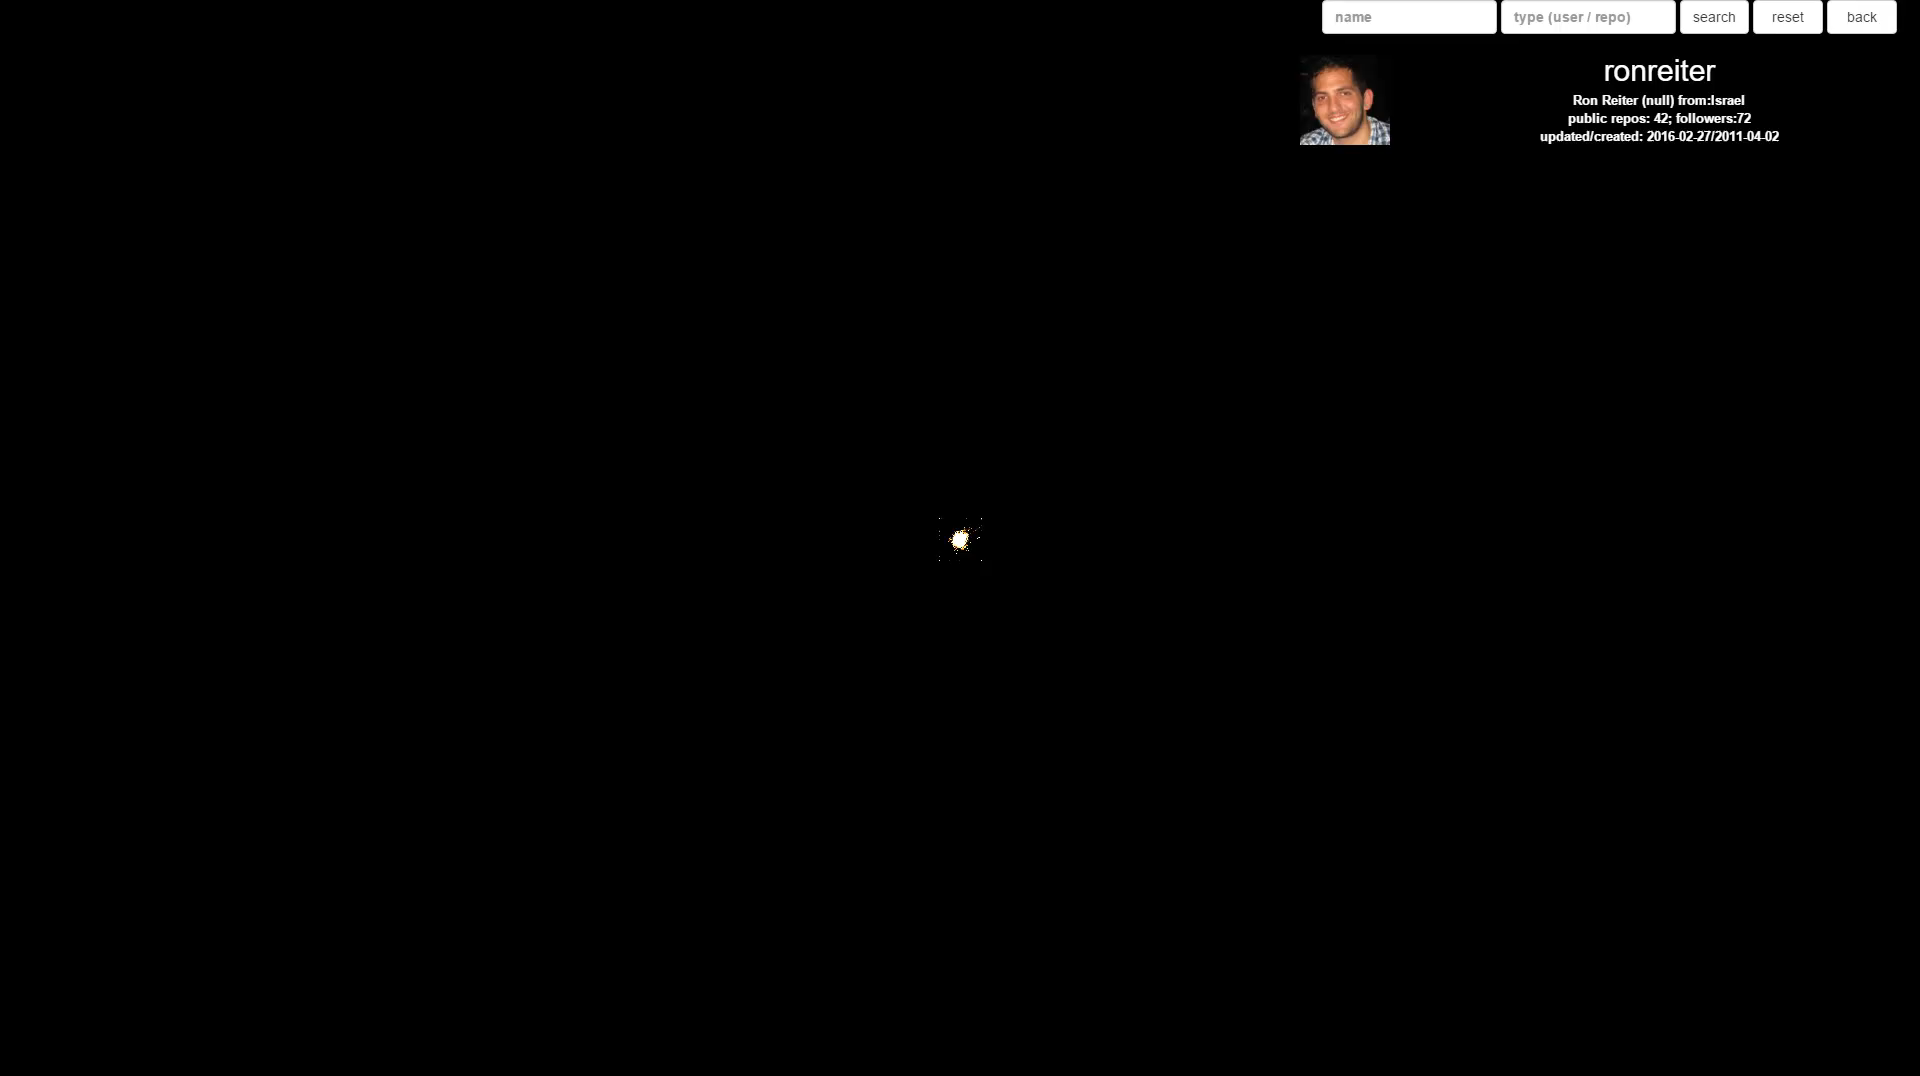 name
type (user / repo)
search
reset
back
ronreiter
Ron Reiter (null) from:Israel
public repos: 42; followers:72
updated/created: 2016-02-27/2011-04-02